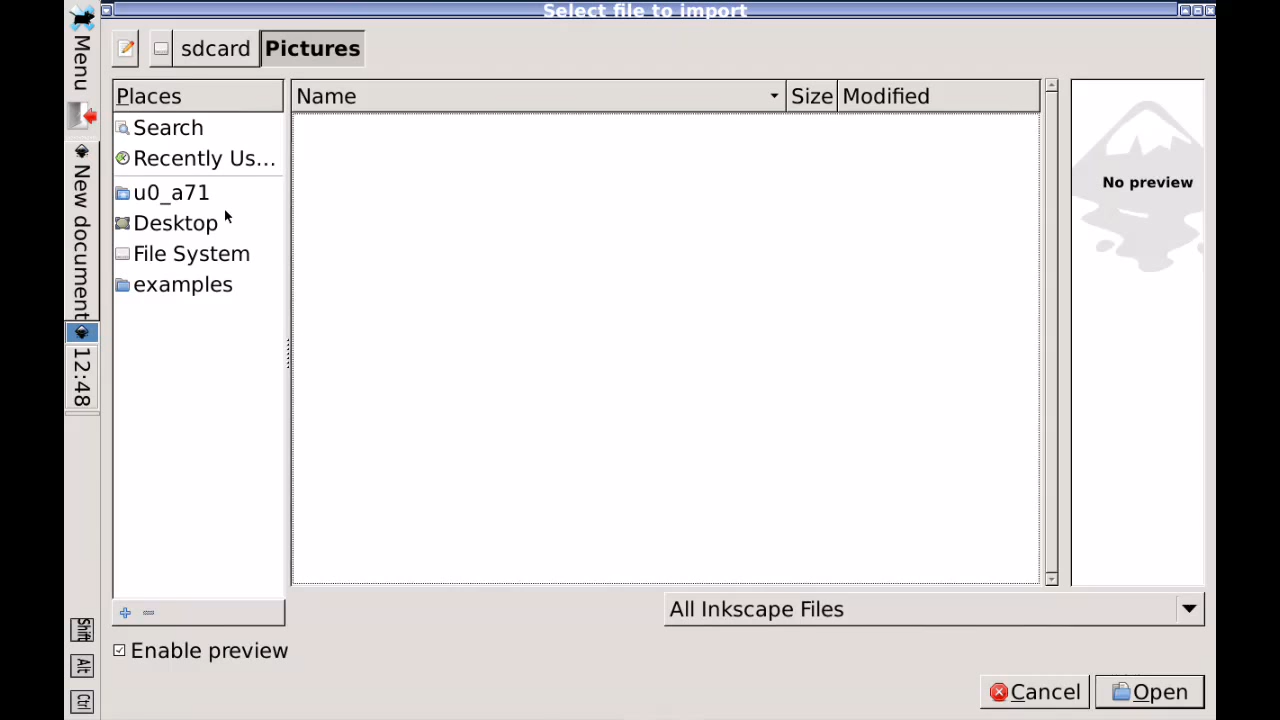 Select file to import
Menu
New document
12:48
Shift
Alt
Ctrl
sdcard
Pictures
Places
Search
Recently Us...
u0_a71
Desktop
File System
examples
Name
Size
Modified
No preview
All Inkscape Files
Enable preview
Cancel
Open